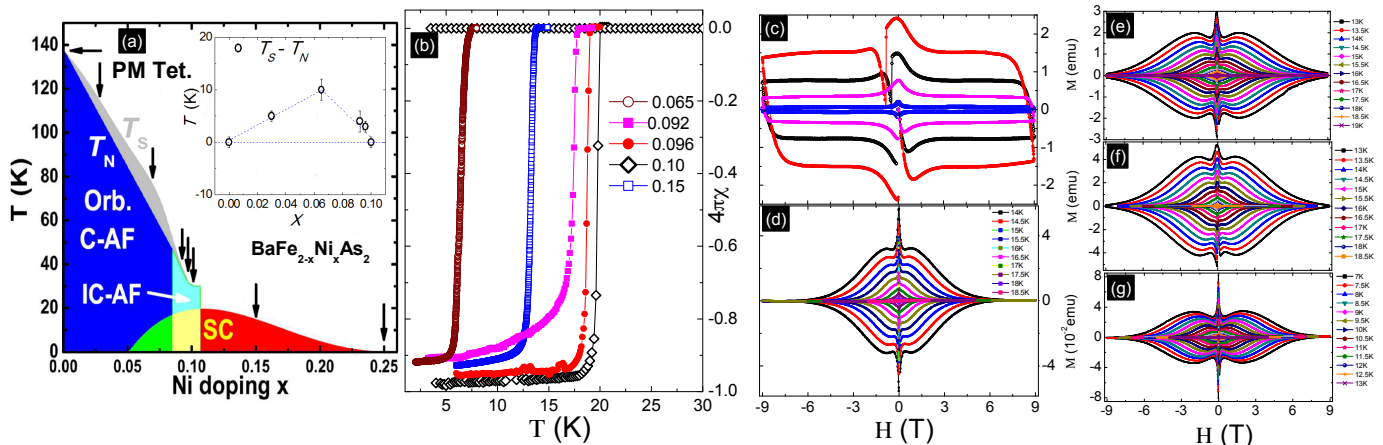 (a)
T (K)
140
120
100
80
60
40
20
0
PM Tet.
T_S
T_N
Orb.
C-AF
IC-AF
SC
BaFe2-xNixAs2
0.00
0.05
0.10
0.15
0.20
0.25
Ni doping x
T_S - T_N
T (K)
20
10
0
-10
0.00
0.02
0.04
0.06
0.08
0.10
X
(b)
0.065
0.092
0.096
0.10
0.15
0.0
-0.2
-0.4
-0.6
-0.8
-1.0
4πχ
5
10
15
20
25
30
T (K)
(c)
2
1
0
-1
-2
M (emu)
(d)
14K
14.5K
15K
15.5K
16K
16.5K
17K
17.5K
18K
18.5K
4
0
-4
M (10-2 emu)
-9
-6
-3
0
3
6
9
H (T)
(e)
3
2
1
0
-1
-2
3
M (emu)
13K
13.5K
14K
14.5K
15K
15.5K
16K
16.5K
17K
17.5K
18K
18.5K
19K
(f)
4
2
0
-2
-4
M (emu)
13K
13.5K
14K
14.5K
15K
15.5K
16K
16.5K
17K
17.5K
18K
18.5K
(g)
8
4
0
-4
-8
M (emu)
7K
7.5K
8K
8.5K
9K
9.5K
10K
10.5K
11K
11.5K
12K
12.5K
13K
-9
-6
-3
0
3
6
9
H (T)